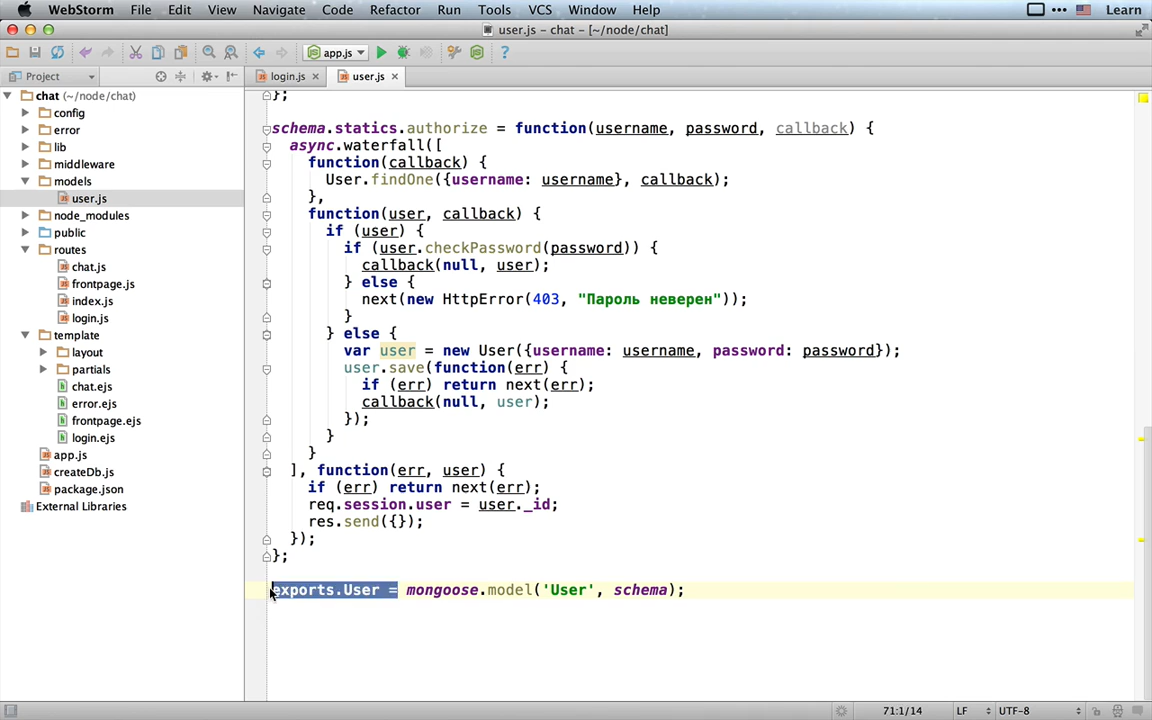 WebStorm File Edit View Navigate Code Refactor Run Tools VCS Window Help Learn
user.js – chat – [~/node/chat]
app.js
Project login.js user.js
chat (~/node/chat)
config
error
lib
middleware
models
user.js
node_modules
public
routes
chat.js
frontpage.js
index.js
login.js
template
layout
partials
chat.ejs
error.ejs
frontpage.ejs
login.ejs
app.js
createDb.js
package.json
External Libraries
};
schema.statics.authorize = function(username, password, callback) {
async.waterfall([
function(callback) {
User.findOne({username: username}, callback);
},
function(user, callback) {
if (user) {
if (user.checkPassword(password)) {
callback(null, user);
} else {
next(new HttpError(403, "Пароль неверен"));
}
} else {
var user = new User({username: username, password: password});
user.save(function(err) {
if (err) return next(err);
callback(null, user);
});
}
}
], function(err, user) {
if (err) return next(err);
req.session.user = user._id;
res.send({});
});
};
exports.User = mongoose.model('User', schema);
71:1/14 LF UTF-8